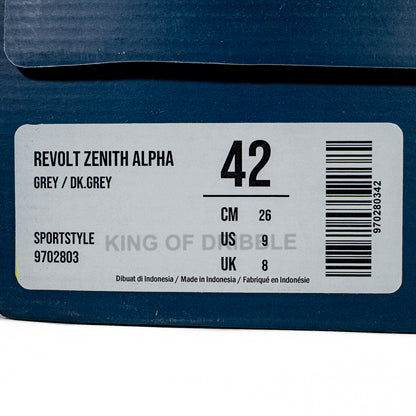 REVOLT ZENITH ALPHA
GREY / DK.GREY
SPORTSTYLE
9702803
42
CM 26
US 9
UK 8
KING OF DRIBBLE
Dibuat di Indonesia / Made in Indonesia / Fabriqué en Indonésie
970280342